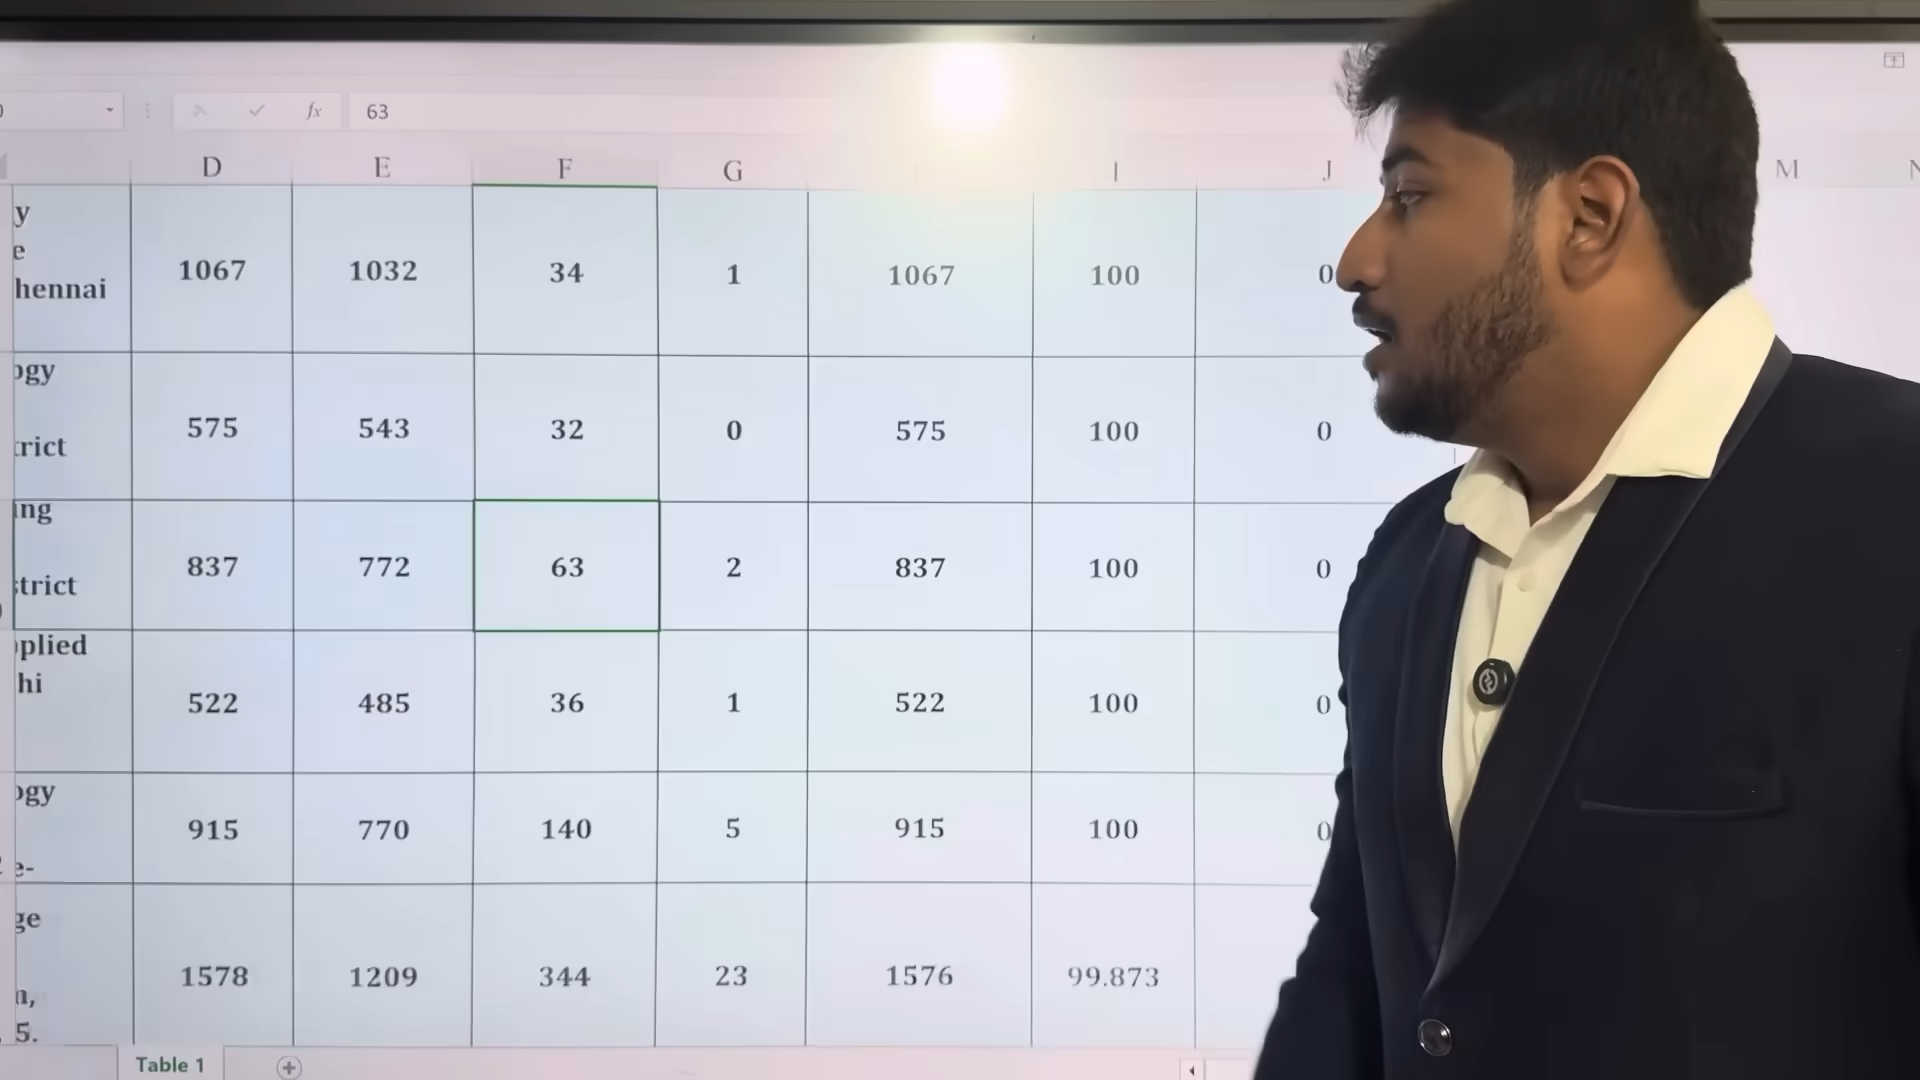 63
D E F G I J M N
y
e
hennai
1067 1032 34 1 1067 100 0
ogy
trict
575 543 32 0 575 100 0
ing
strict
837 772 63 2 837 100 0
plied
hi
522 485 36 1 522 100 0
ogy
e-
915 770 140 5 915 100 0
ge
n,
5.
1578 1209 344 23 1576 99.873
Table 1